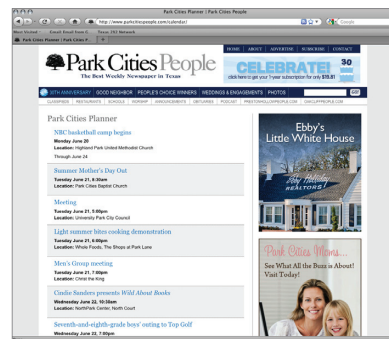 Park Cities Planner | Park Cities People
http://www.parkcitiespeople.com/calendar/
Google
Most Visited
Park Cities Planner | Park Cities P...
HOME ABOUT ADVERTISE SUBSCRIBE CONTACT
Park Cities People
The Best Weekly Newspaper in Texas
CELEBRATE!
30
click here to get your 1-year subscription for only $15.81
30TH ANNIVERSARY GOOD NEIGHBOR PEOPLE'S CHOICE WINNERS WEDDINGS & ENGAGEMENTS PHOTOS
GO!
CLASSIFIEDS RESTAURANTS SCHOOLS WORSHIP ANNOUNCEMENTS OBITUARIES PODCAST PRESTONHOLLOWPEOPLE.COM OAKCLIFFPEOPLE.COM
Park Cities Planner
NBC basketball camp begins
Monday June 20
Location: Highland Park United Methodist Church
Through June 24
Summer Mother's Day Out
Tuesday June 21, 9:30am
Location: Park Cities Baptist Church
Meeting
Tuesday June 21, 5:00pm
Location: University Park City Council
Light summer bites cooking demonstration
Tuesday June 21, 6:00pm
Location: Whole Foods, The Shops at Park Lane
Men's Group meeting
Tuesday June 21, 7:00pm
Location: Christ the King
Cindie Sanders presents Wild About Books
Wednesday June 22, 10:30am
Location: NorthPark Center, North Court
Seventh-and-eighth-grade boys' outing to Top Golf
Wednesday June 22, 7:00pm
Ebby's
Little White House
Ebby Halliday
REALTORS
Park Cities Moms...
See What All the Buzz is About!
Visit Today!